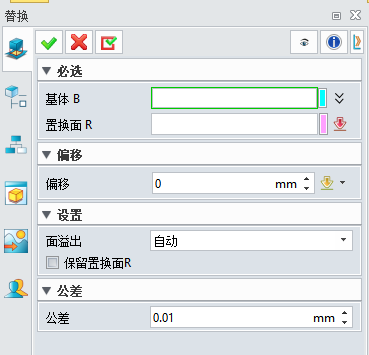 替换
必选
基体 B
置换面 R
偏移
偏移 0 mm
设置
面溢出 自动
保留置换面R
公差
公差 0.01 mm